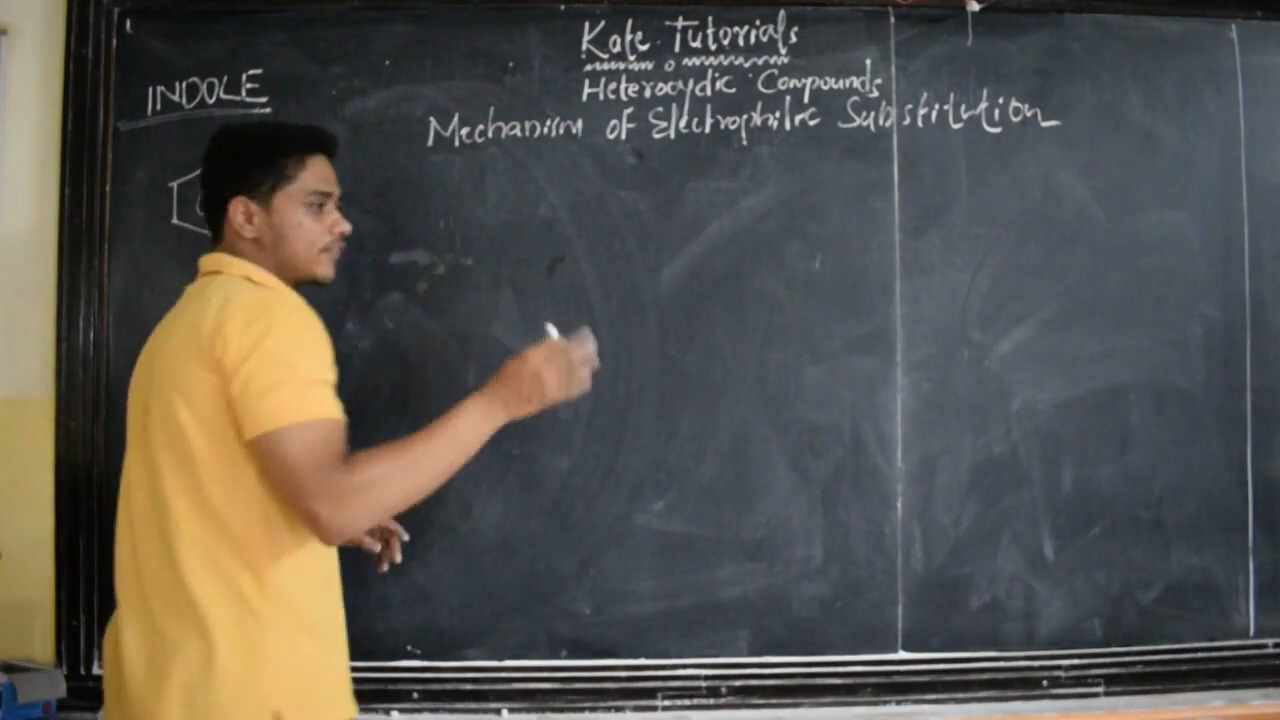 Kate Tutorials
Heterocyclic Compounds
INDOLE
Mechanism of Electrophilic Substitution